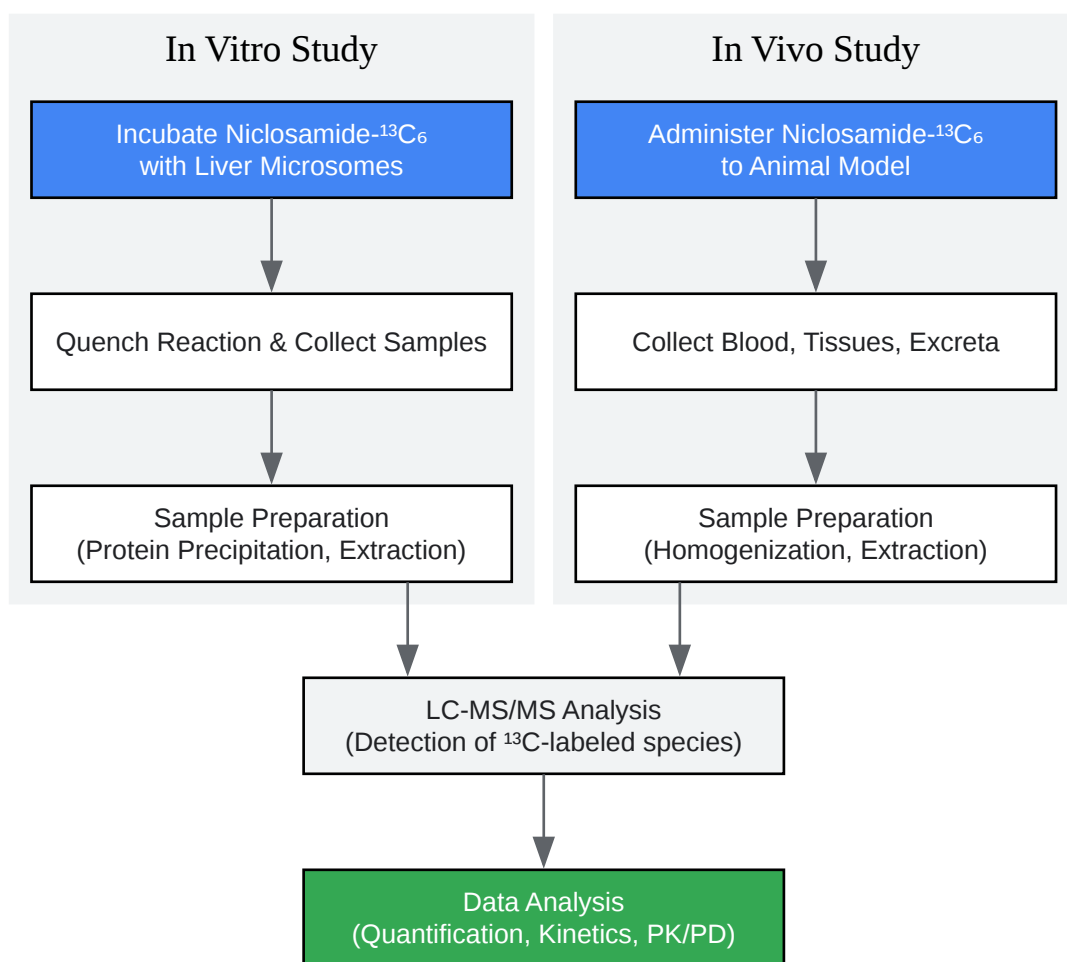 In Vitro Study
Incubate Niclosamide-¹³C₆
with Liver Microsomes
Quench Reaction & Collect Samples
Sample Preparation
(Protein Precipitation, Extraction)
In Vivo Study
Administer Niclosamide-¹³C₆
to Animal Model
Collect Blood, Tissues, Excreta
Sample Preparation
(Homogenization, Extraction)
LC-MS/MS Analysis
(Detection of ¹³C-labeled species)
Data Analysis
(Quantification, Kinetics, PK/PD)